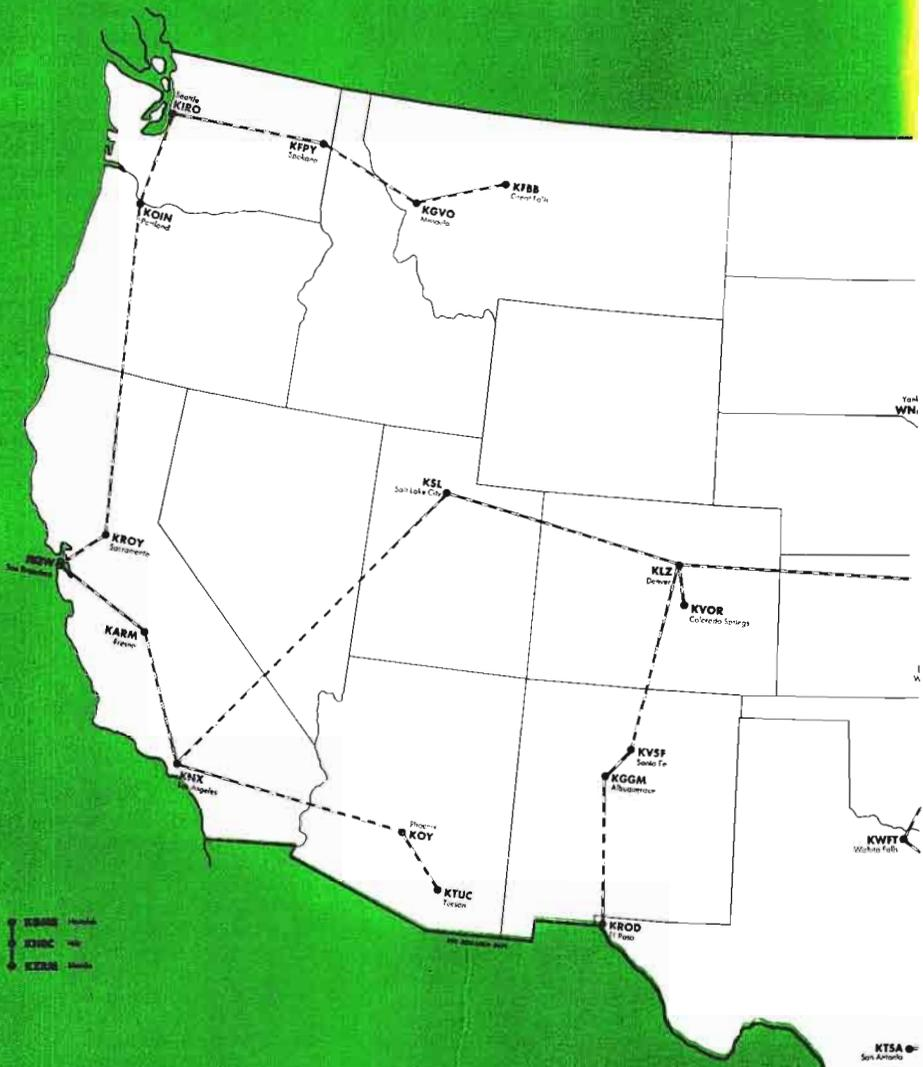 Seattle
KIRO
KFPY
Spokane
KFBB
Great Falls
KGVO
Missoula
KOIN
Portland
WN
KSL
Salt Lake City
KROY
Sacramento
San Francisco
KLZ
Denver
KVOR
Colorado Springs
KARM
Fresno
KVSF
Santa Fe
KNX
Los Angeles
KGGM
Albuquerque
Phoenix
KOY
KWFT
Wichita Falls
KTUC
Tucson
KROD
El Paso
KTSA
San Antonio